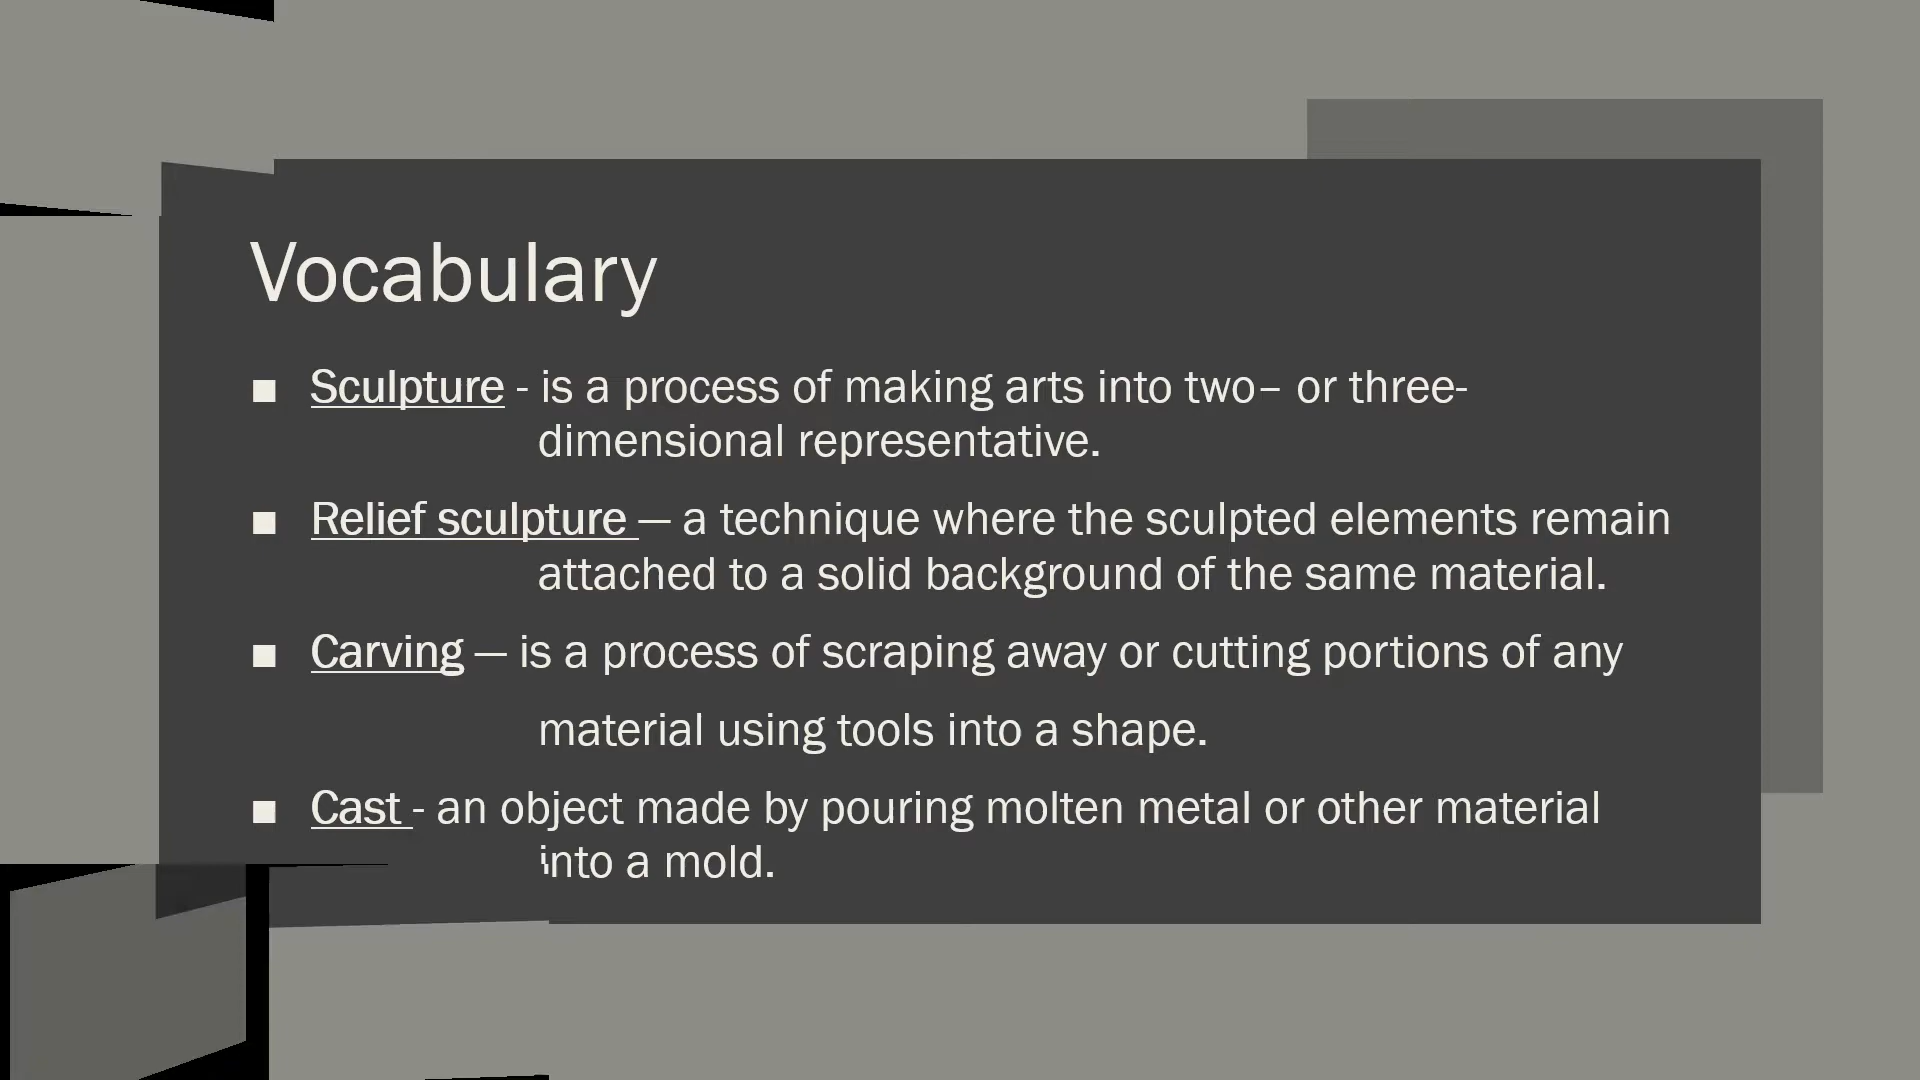 Vocabulary
■ Sculpture - is a process of making arts into two– or three-
dimensional representative.
■ Relief sculpture — a technique where the sculpted elements remain
attached to a solid background of the same material.
■ Carving — is a process of scraping away or cutting portions of any
material using tools into a shape.
■ Cast - an object made by pouring molten metal or other material
into a mold.